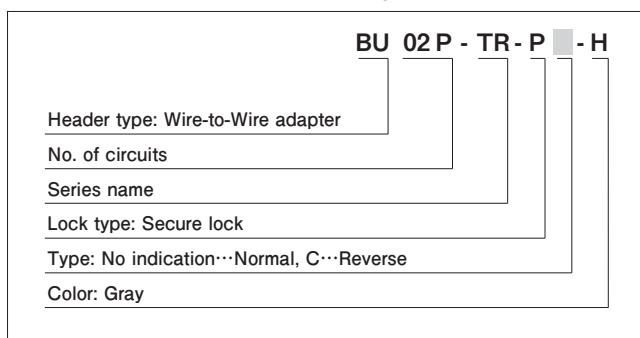 BU 02 P - TR - P - H
Header type: Wire-to-Wire adapter
No. of circuits
Series name
Lock type: Secure lock
Type: No indication···Normal, C···Reverse
Color: Gray